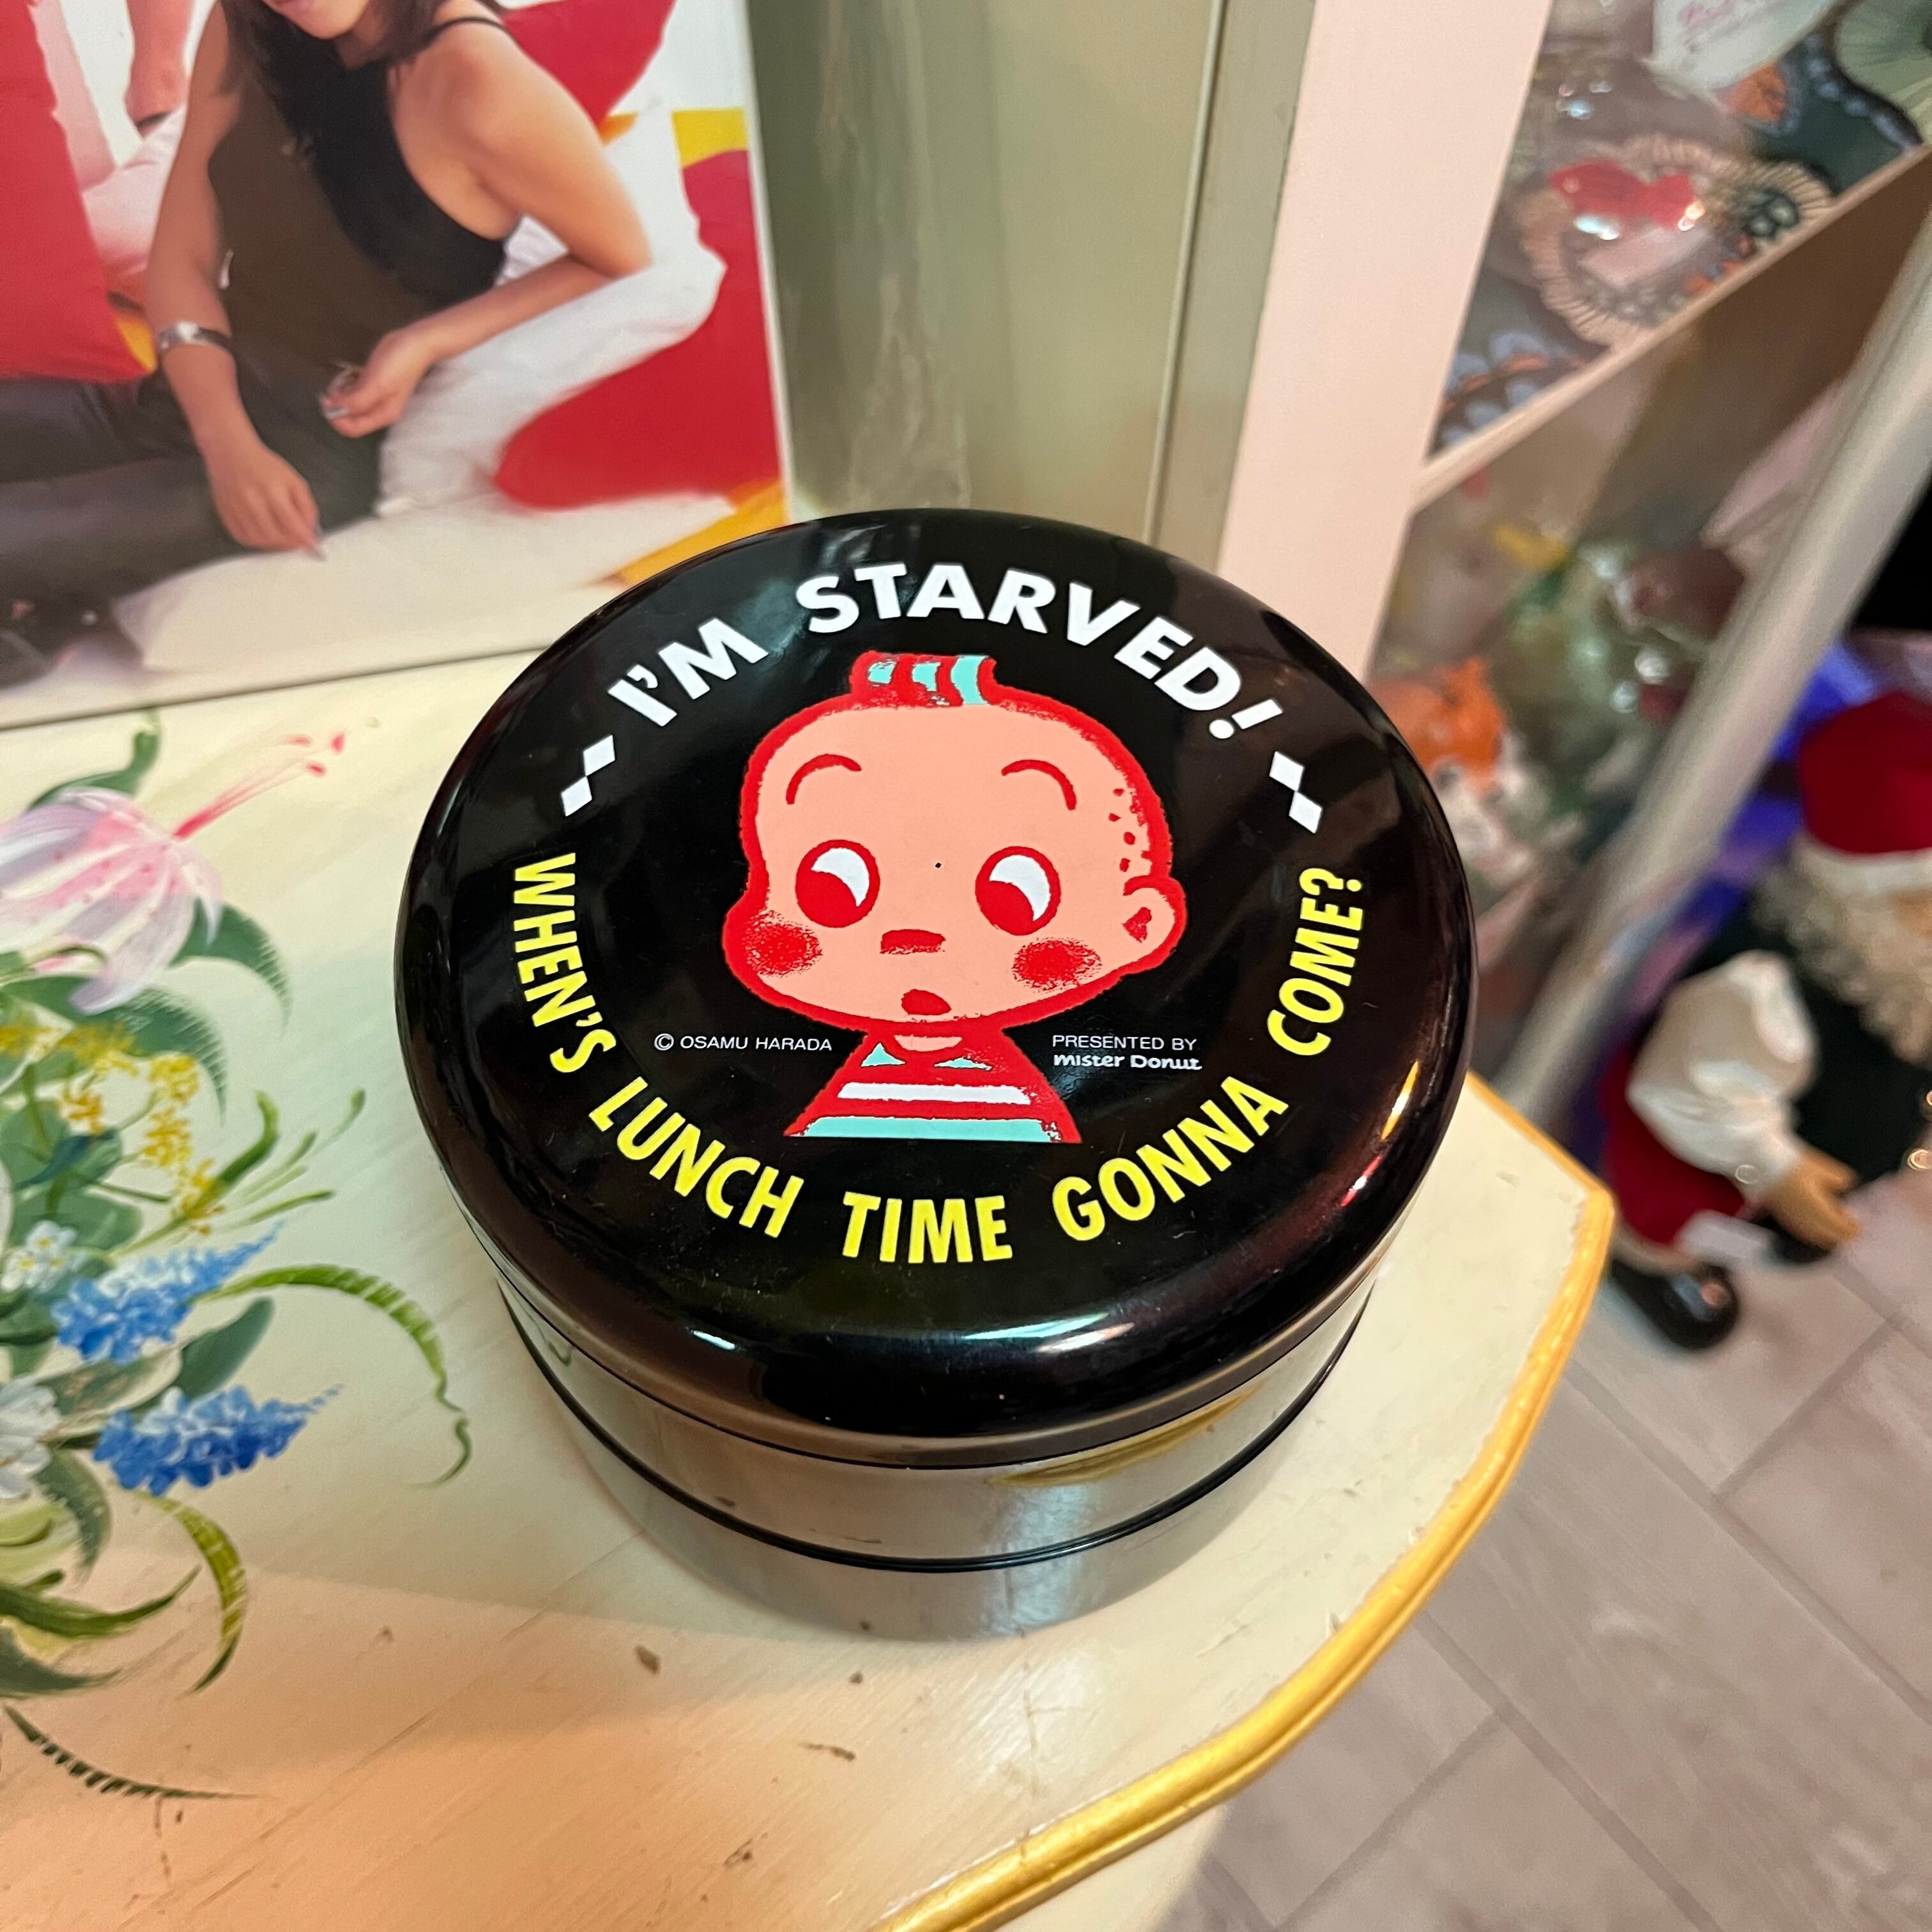 I'M STARVED!
© OSAMU HARADA
PRESENTED BY
mister Donut
WHEN'S LUNCH TIME GONNA COME?